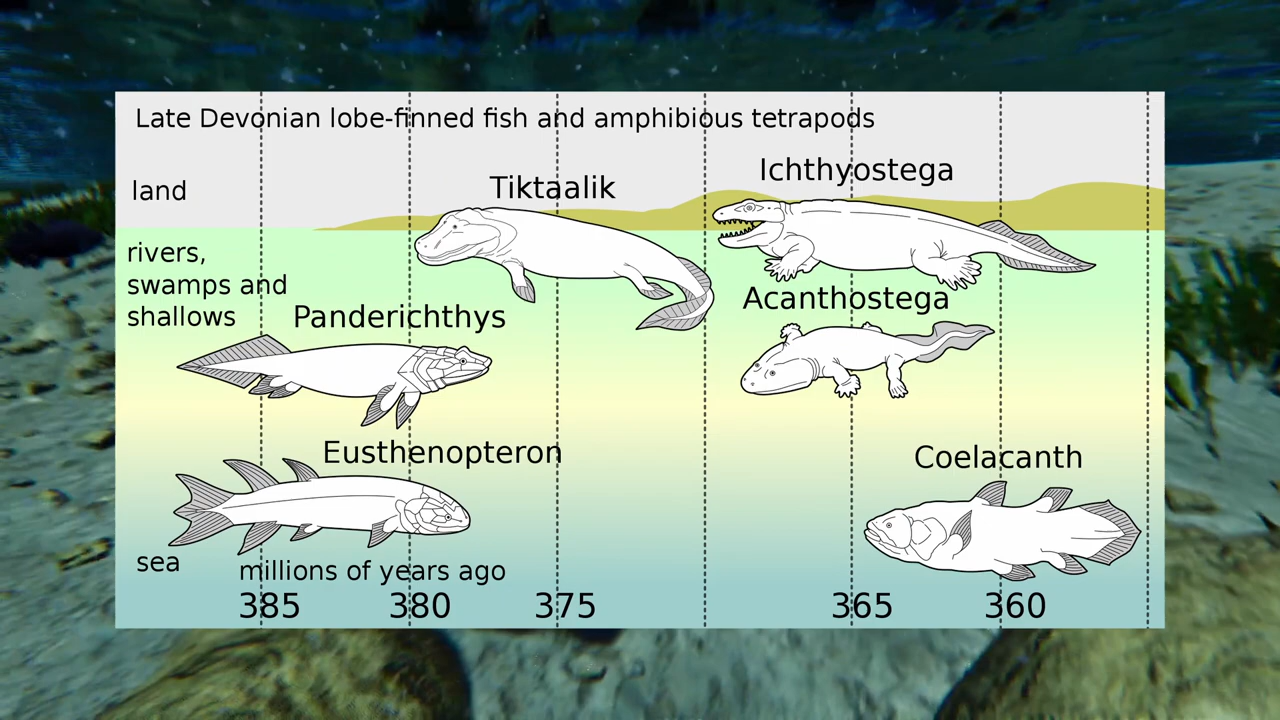 Late Devonian lobe-finned fish and amphibious tetrapods
Ichthyostega
land
Tiktaalik
rivers,
swamps and
shallows
Acanthostega
Panderichthys
Eusthenopteron
Coelacanth
sea
millions of years ago
385 380 375 365 360